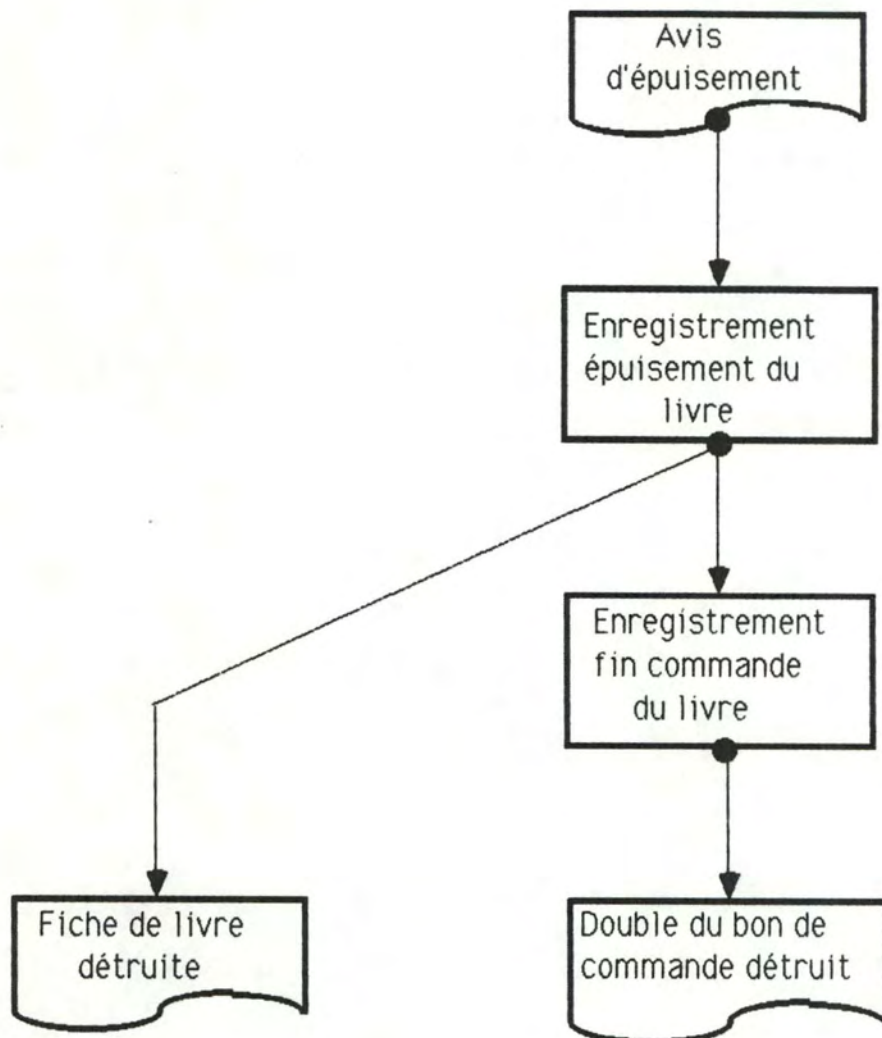 Avis
d'épuisement
Enregistrement
épuisement du
livre
Enregistrement
fin commande
du livre
Fiche de livre
détruite
Double du bon de
commande détruit